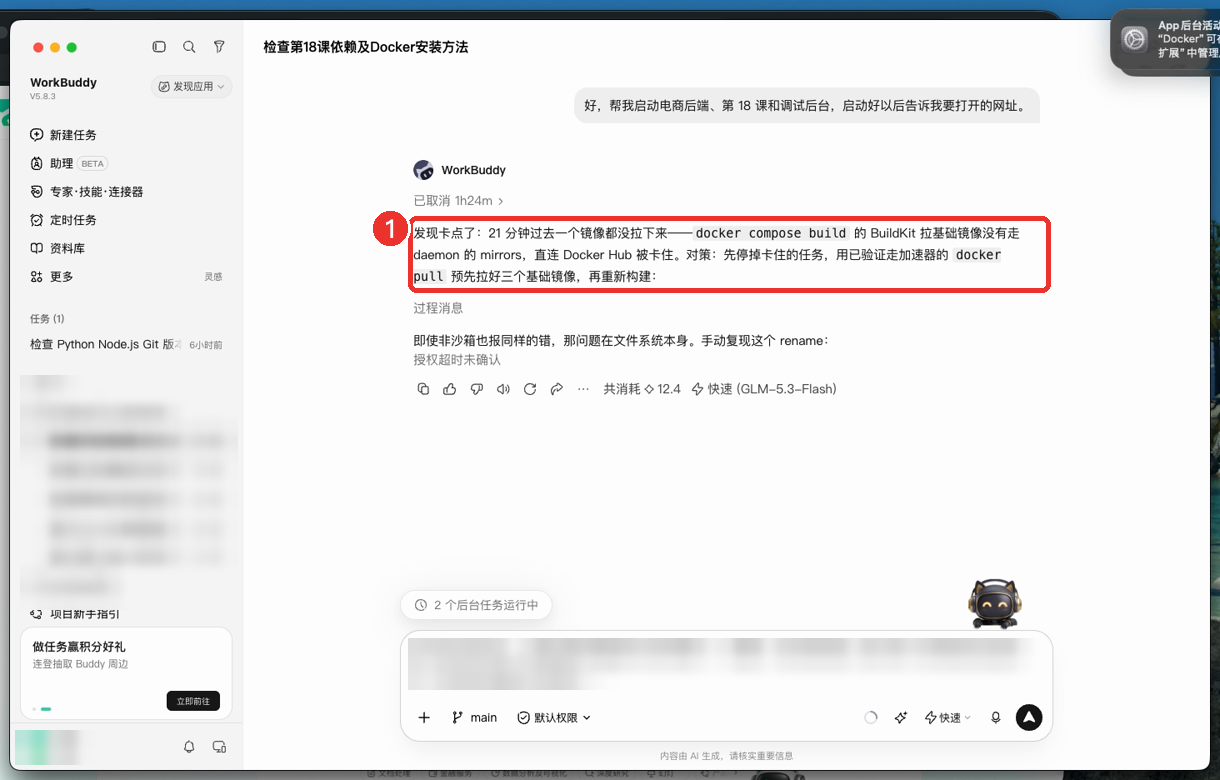 检查第18课依赖及Docker安装方法
App 后台活动
“Docker”可在
扩展”中管理
WorkBuddy
V5.8.3
发现应用
新建任务
助理 BETA
专家·技能·连接器
定时任务
资料库
更多 灵感
任务 (1)
检查 Python Node.js Git 版本 6小时前
项目新手指引
做任务赢积分好礼
连登抽取 Buddy 周边
立即前往
好，帮我启动电商后端、第 18 课和调试后台，启动好以后告诉我要打开的网址。
WorkBuddy
已取消 1h24m
1
发现卡点了：21 分钟过去一个镜像都没拉下来——docker compose build 的 BuildKit 拉基础镜像没有走
daemon 的 mirrors，直连 Docker Hub 被卡住。对策：先停掉卡住的任务，用已验证走加速器的 docker
pull 预先拉好三个基础镜像，再重新构建：
过程消息
即使非沙箱也报同样的错，那问题在文件系统本身。手动复现这个 rename：
授权超时未确认
共消耗 12.4 快速 (GLM-5.3-Flash)
2 个后台任务运行中
main 默认权限 快速
内容由 AI 生成，请核实重要信息